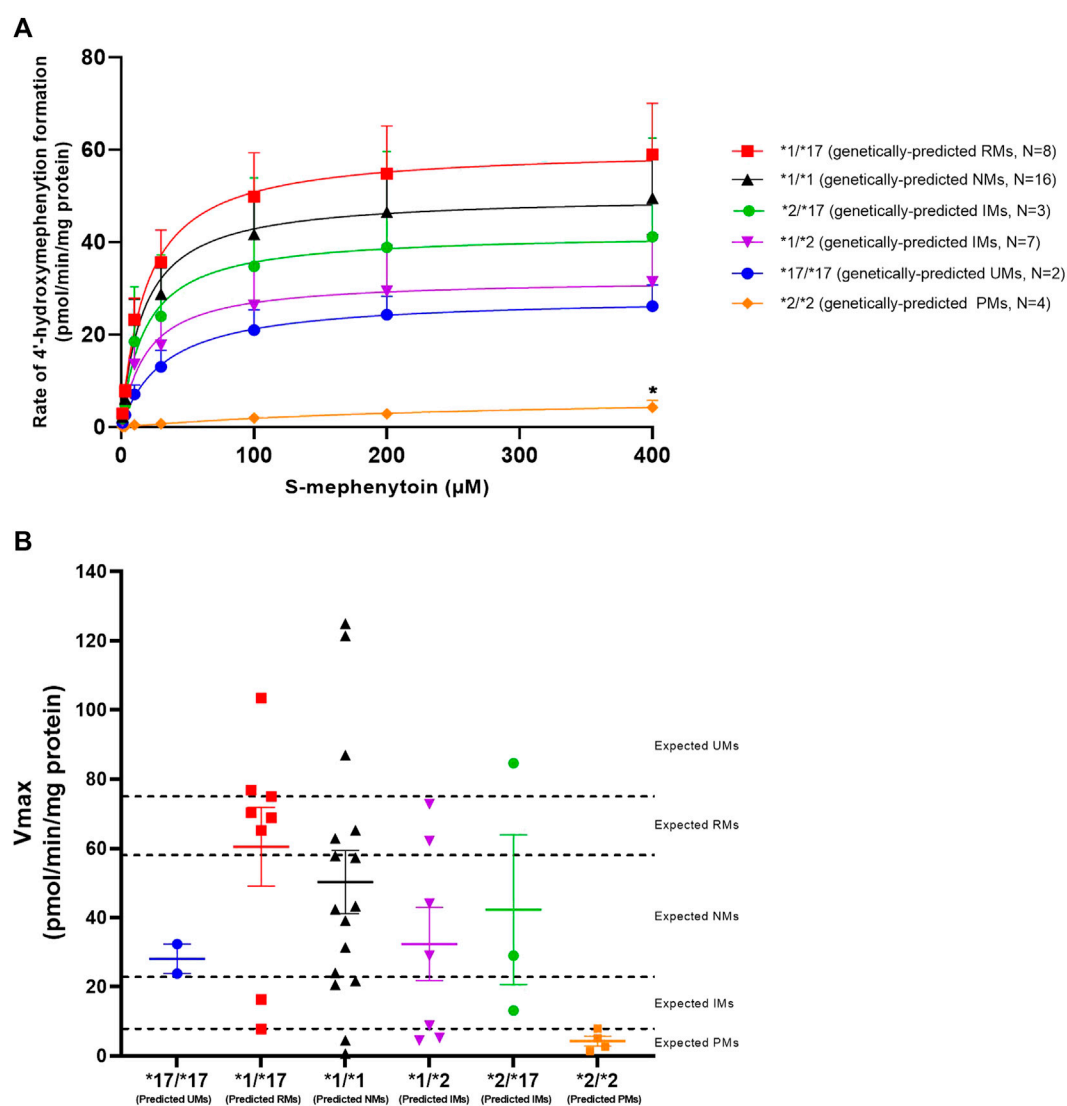 A
Rate of 4'-hydroxymephenytion formation
(pmol/min/mg protein)
80
60
40
20
0
0 100 200 300 400
S-mephenytoin (μM)
*
*1/*17 (genetically-predicted RMs, N=8)
*1/*1 (genetically-predicted NMs, N=16)
*2/*17 (genetically-predicted IMs, N=3)
*1/*2 (genetically-predicted IMs, N=7)
*17/*17 (genetically-predicted UMs, N=2)
*2/*2 (genetically-predicted PMs, N=4)
B
Vmax
(pmol/min/mg protein)
140
120
100
80
60
40
20
0
Expected UMs
Expected RMs
Expected NMs
Expected IMs
Expected PMs
*17/*17 *1/*17 *1/*1 *1/*2 *2/*17 *2/*2
(Predicted UMs) (Predicted RMs) (Predicted NMs) (Predicted IMs) (Predicted IMs) (Predicted PMs)